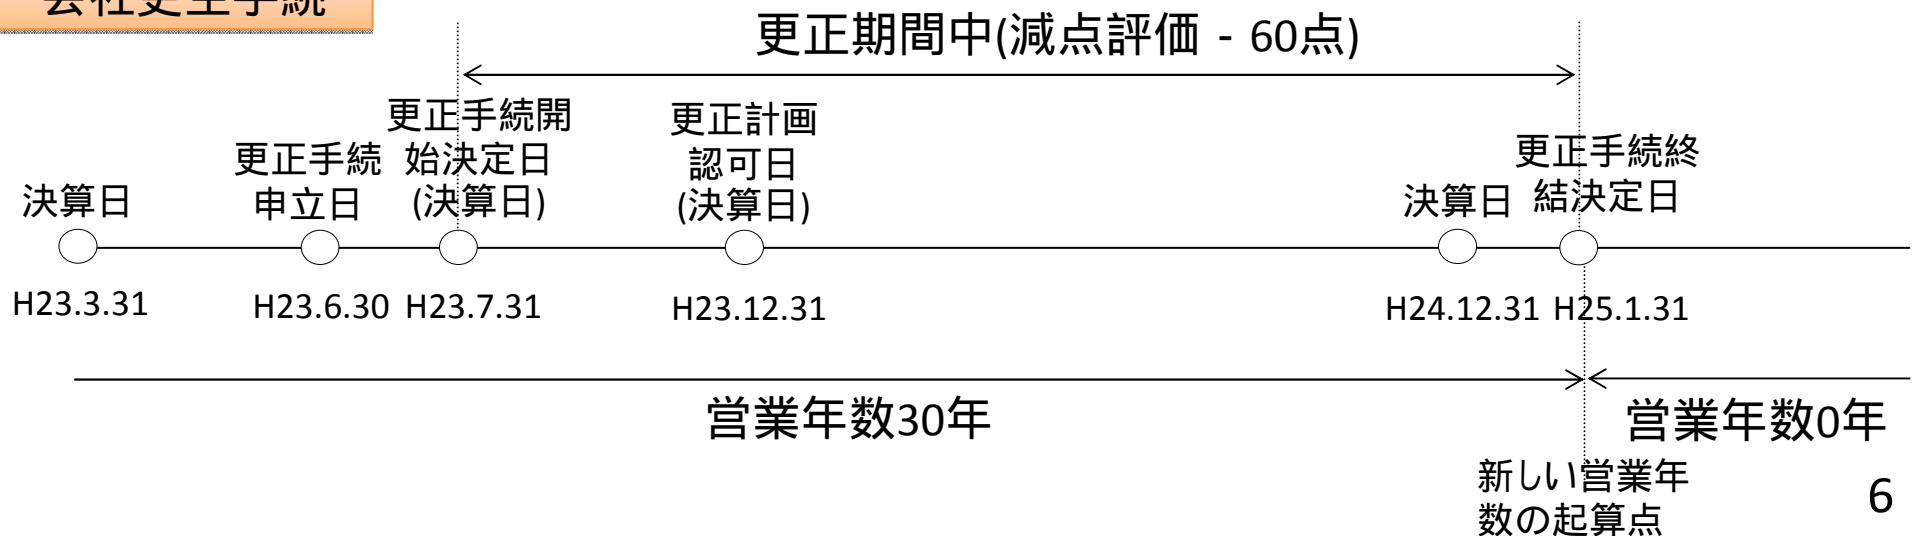 会社更生手続
更正期間中(減点評価 - 60点)
決算日
更正手続
申立日
更正手続開
始決定日
(決算日)
更正計画
認可日
(決算日)
決算日
更正手続終
結決定日
H23.3.31
H23.6.30
H23.7.31
H23.12.31
H24.12.31
H25.1.31
営業年数30年
営業年数0年
新しい営業年
数の起算点
6